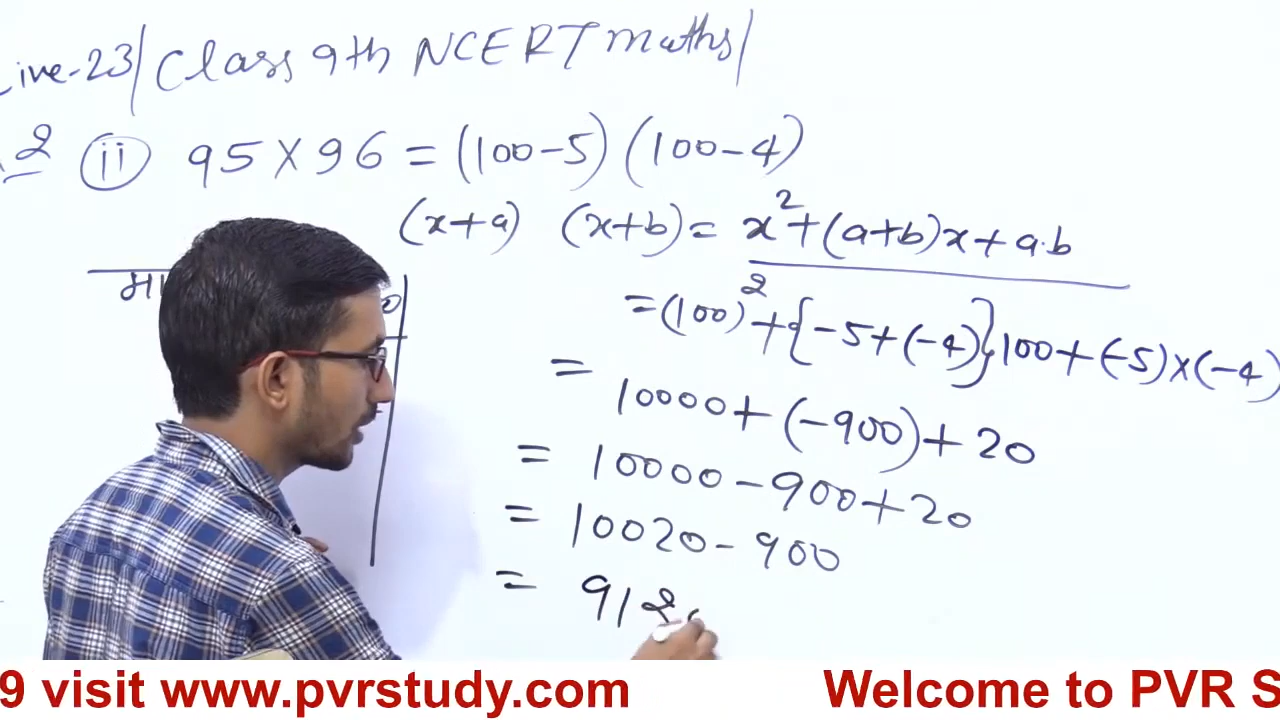 ive-23/Class 9th NCERT maths/
2 (ii) 95×96 = (100-5) (100-4)
(x+a) (x+b) = x²+(a+b)x+a·b
= (100)²+{-5+(-4)}100+(-5)×(-4)
= 10000+(-900)+20
= 10000-900+20
= 10020-900
= 912
9 visit www.pvrstudy.com Welcome to PVR S